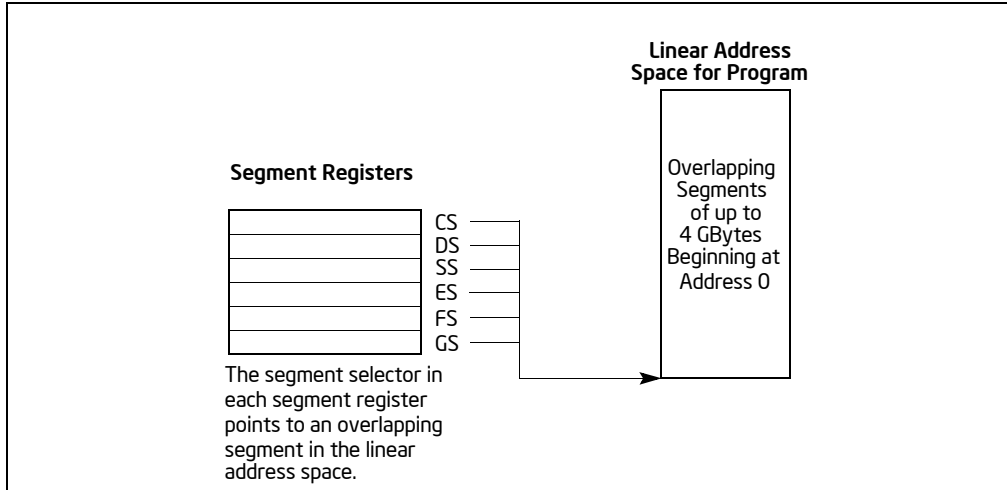 Linear Address
Space for Program
Overlapping
Segments
of up to
4 GBytes
Beginning at
Address 0
Segment Registers
CS
DS
SS
ES
FS
GS
The segment selector in
each segment register
points to an overlapping
segment in the linear
address space.